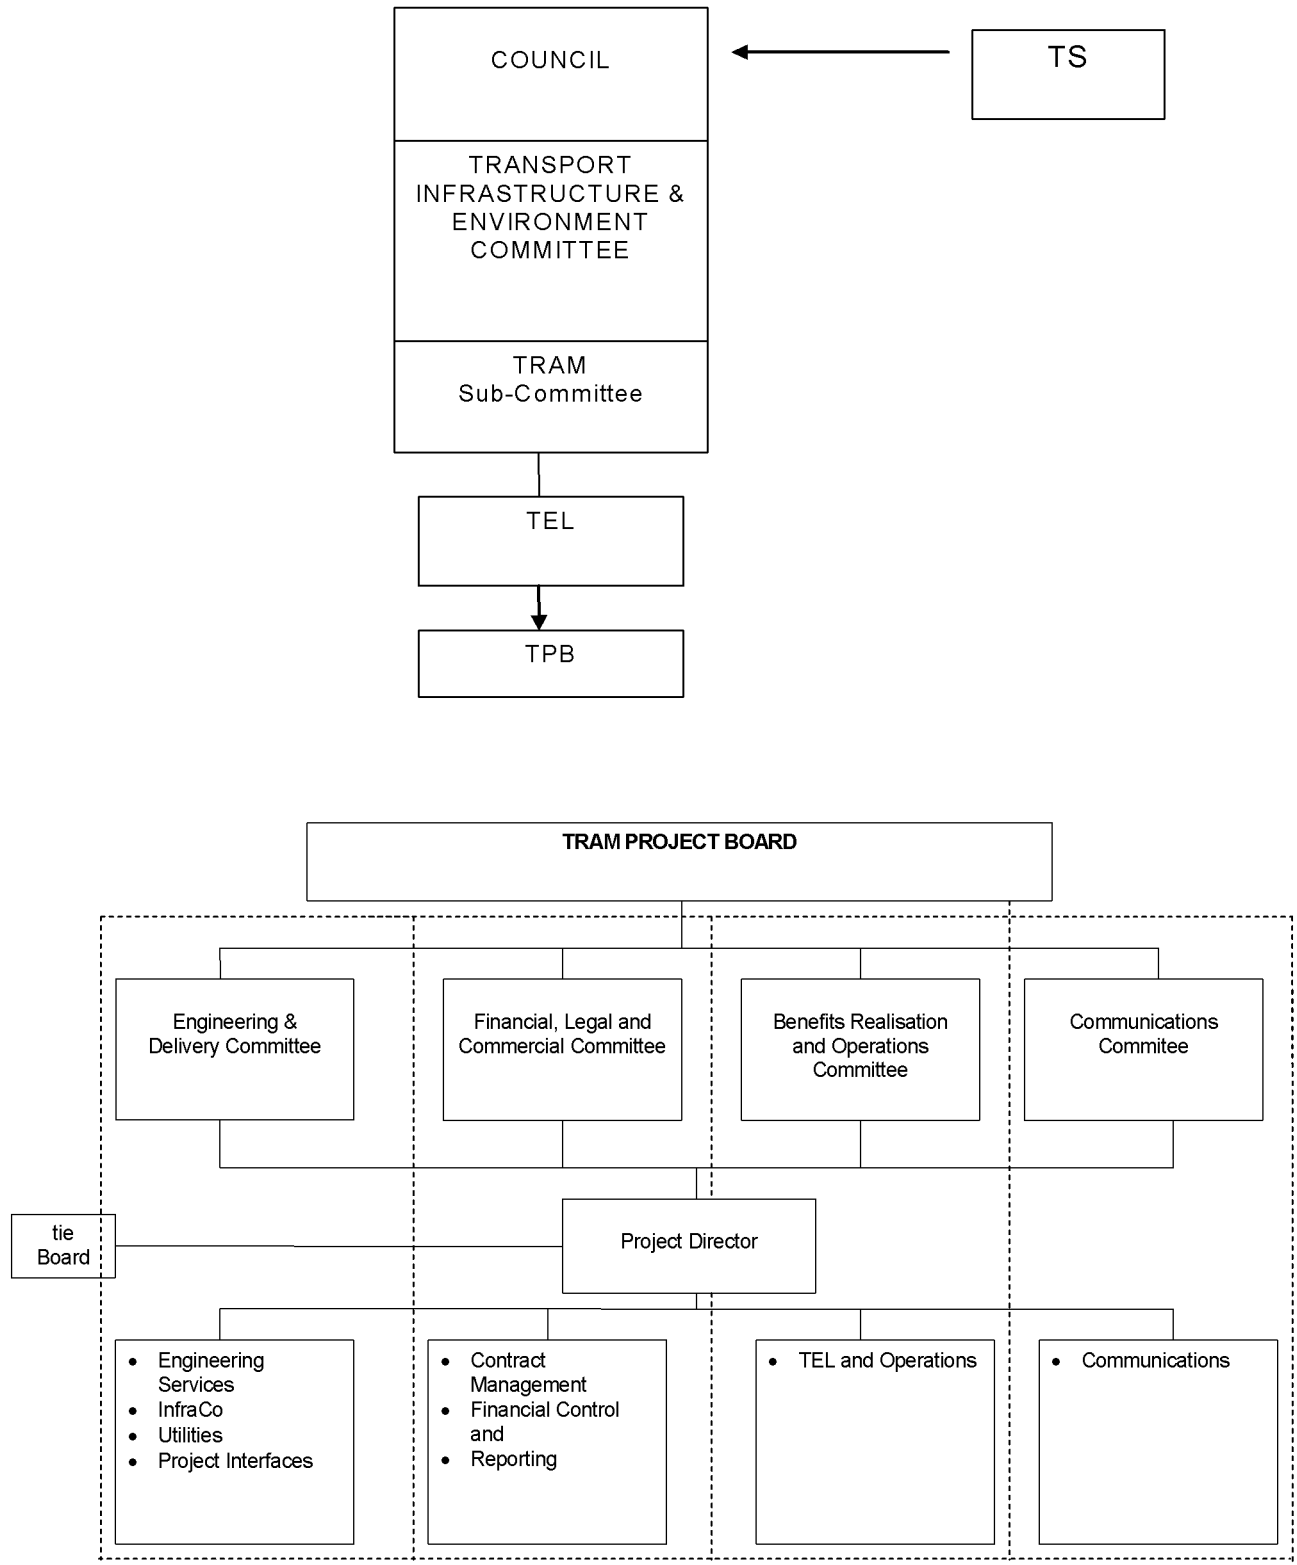 COUNCIL
TS
TRANSPORT
INFRASTRUCTURE &
ENVIRONMENT
COMMITTEE
TRAM
Sub-Committee
TEL
TPB
TRAM PROJECT BOARD
Engineering &
Delivery Committee
Financial, Legal and
Commercial Committee
Benefits Realisation
and Operations
Committee
Communications
Commitee
tie
Board
Project Director
• Engineering
Services
• InfraCo
• Utilities
• Project Interfaces
• Contract
Management
• Financial Control
and
• Reporting
• TEL and Operations
• Communications